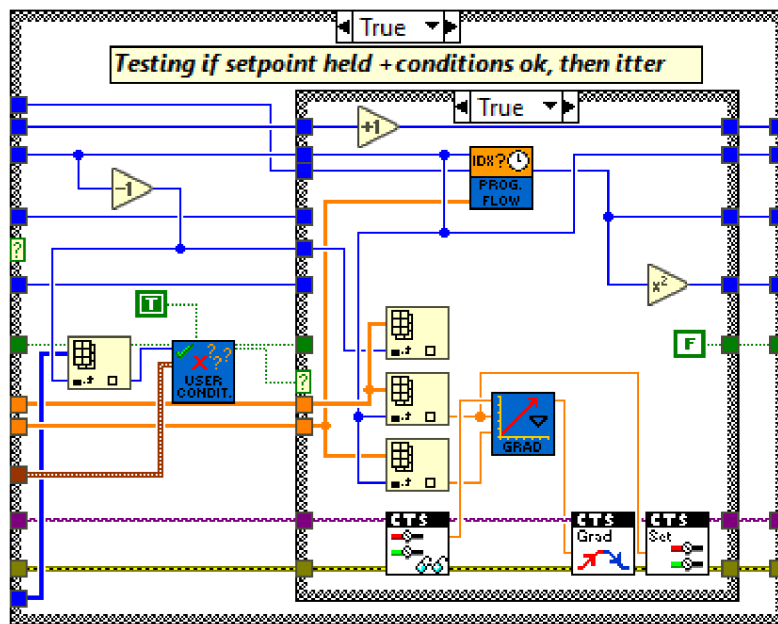 True
Testing if setpoint held +conditions ok, then itter
True
+1
IDX?
PROG.
FLOW
-1
?
x²
T
F
???
USER
CONDIT.
?
GRAD
CTS
CTS
Grad
CTS
Set